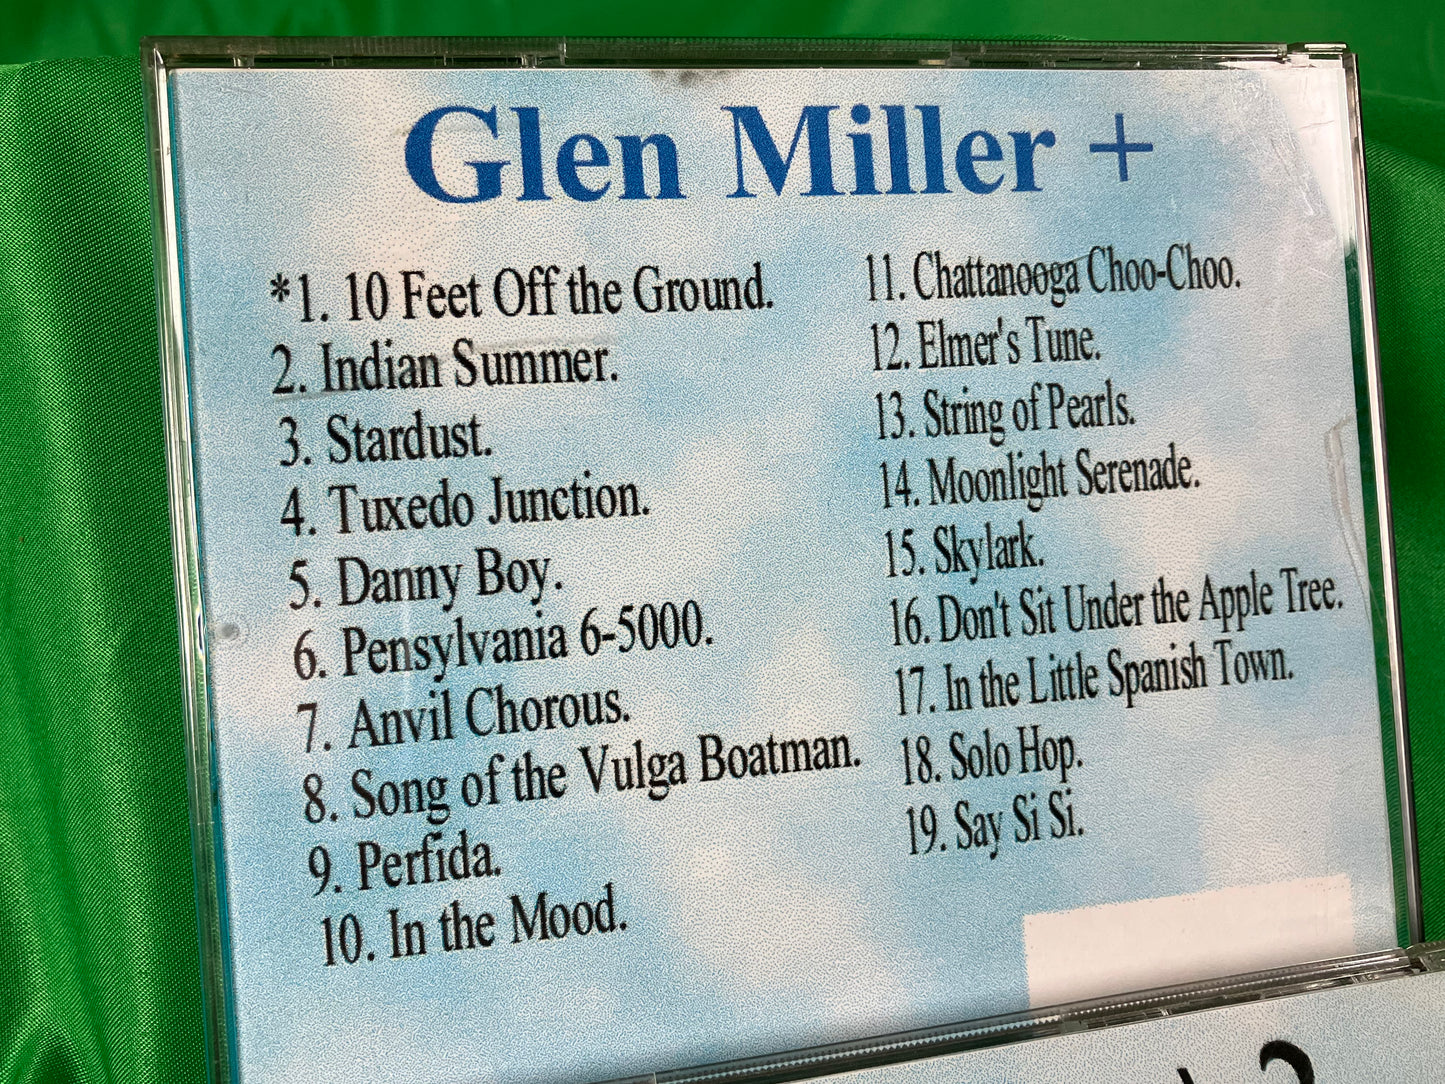 Glen Miller +
*1. 10 Feet Off the Ground.
2. Indian Summer.
3. Stardust.
4. Tuxedo Junction.
5. Danny Boy.
6. Pensylvania 6-5000.
7. Anvil Chorous.
8. Song of the Vulga Boatman.
9. Perfida.
10. In the Mood.
11. Chattanooga Choo-Choo.
12. Elmer's Tune.
13. String of Pearls.
14. Moonlight Serenade.
15. Skylark.
16. Don't Sit Under the Apple Tree.
17. In the Little Spanish Town.
18. Solo Hop.
19. Say Si Si.